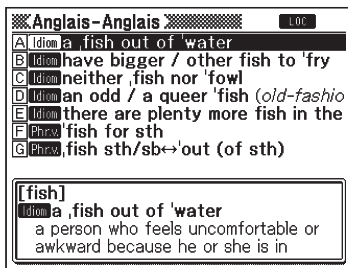 Anglais-Anglais LOC
A Idiom a ˌfish out of ˈwater
B Idiom have bigger / other fish to ˈfry
C Idiom neither ˌfish nor ˈfowl
D Idiom an odd / a queer ˈfish (old-fashio
E Idiom there are plenty more fish in the
F Phr.v. ˈfish for sth
G Phr.v. ˌfish sth/sb↔ˈout (of sth)
[fish]
Idiom a ˌfish out of ˈwater
a person who feels uncomfortable or
awkward because he or she is in